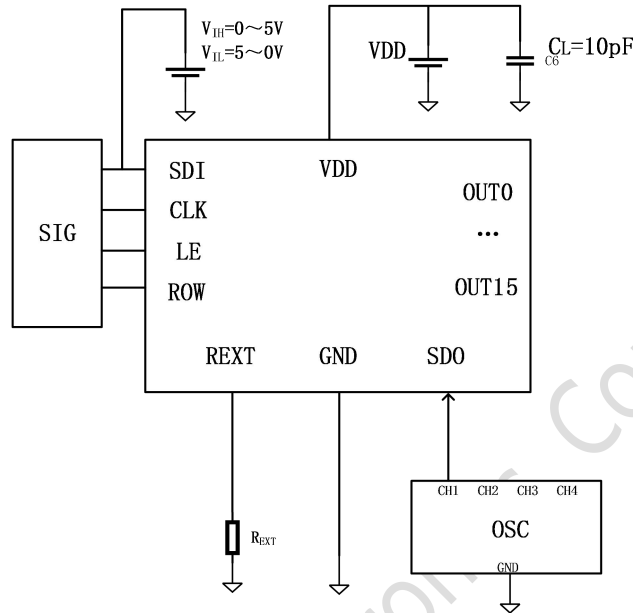 VIH=0~5V
VIL=5~0V
VDD
CL=10pF
C6
SIG
SDI
CLK
LE
ROW
VDD
OUT0
...
OUT15
REXT
GND
SDO
REXT
CH1 CH2 CH3 CH4
OSC
GND